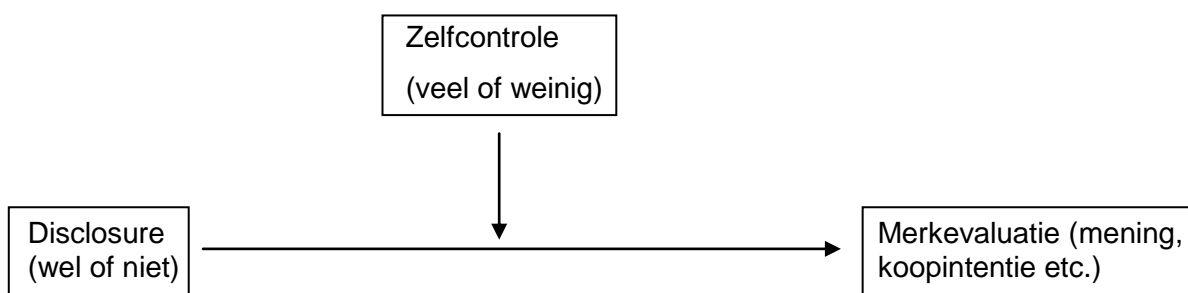 Zelfcontrole
(veel of weinig)
Disclosure
(wel of niet)
Merkevaluatie (mening,
koopintentie etc.)